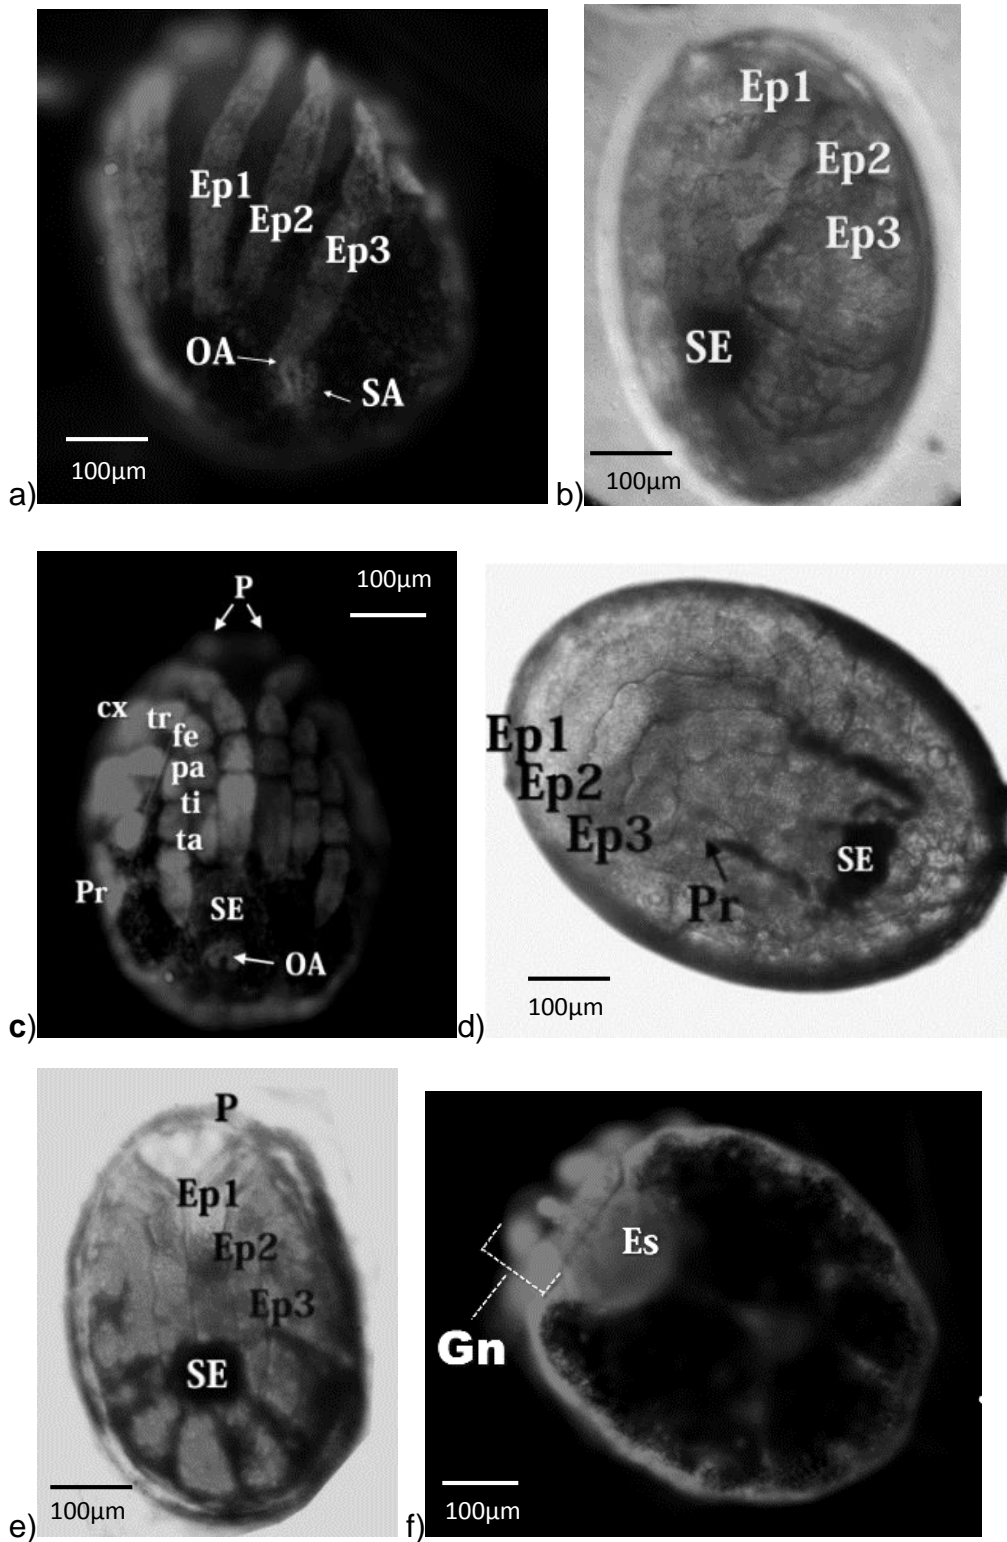 Ep1
Ep2
Ep3
OA
SA
100µm
a)
Ep1
Ep2
Ep3
SE
100µm
b)
P
100µm
cx
tr
fe
pa
ti
ta
Pr
SE
OA
c)
Ep1
Ep2
Ep3
SE
Pr
100µm
d)
P
Ep1
Ep2
Ep3
SE
100µm
e)
Es
Gn
100µm
f)